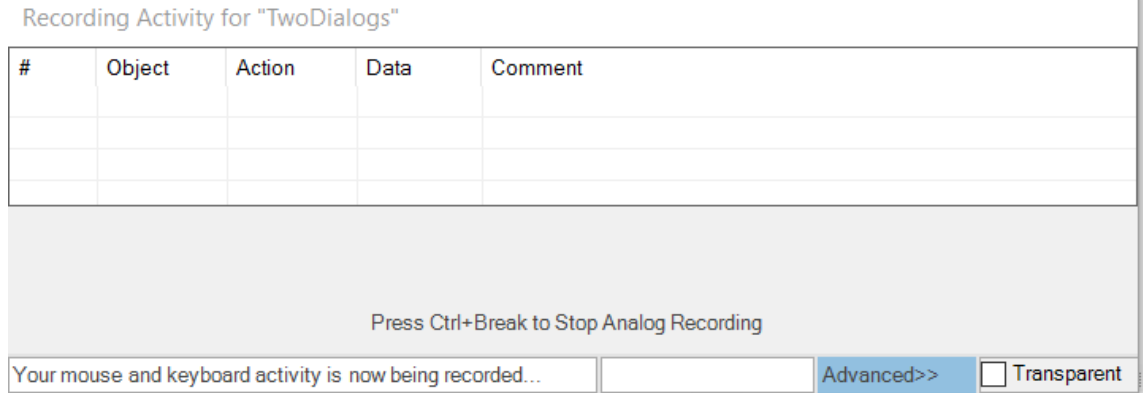 Recording Activity for "TwoDialogs"
# Object Action Data Comment
Press Ctrl+Break to Stop Analog Recording
Your mouse and keyboard activity is now being recorded... Advanced>> Transparent